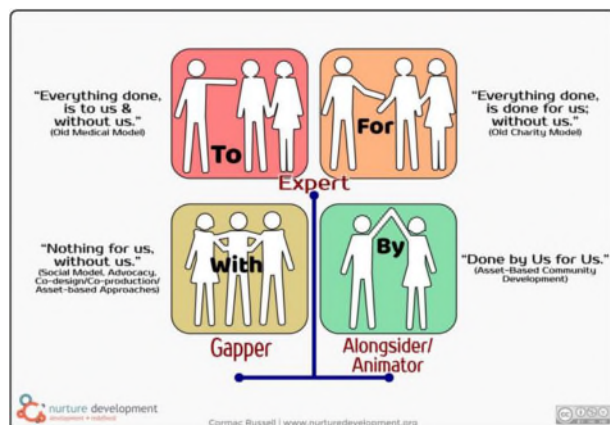 "Everything done,
is to us &
without us."
(Old Medical Model)
To
For
"Everything done,
is done for us;
without us."
(Old Charity Model)
Expert
"Nothing for us,
without us."
(Social Model, Advocacy,
Co-design/Co-production/
Asset-based Approaches)
With
By
"Done by Us for Us."
(Asset-Based Community
Development)
Gapper
Alongsider/
Animator
nurture development
development • redefined
Cormac Russell | www.nurturedevelopment.org
cc